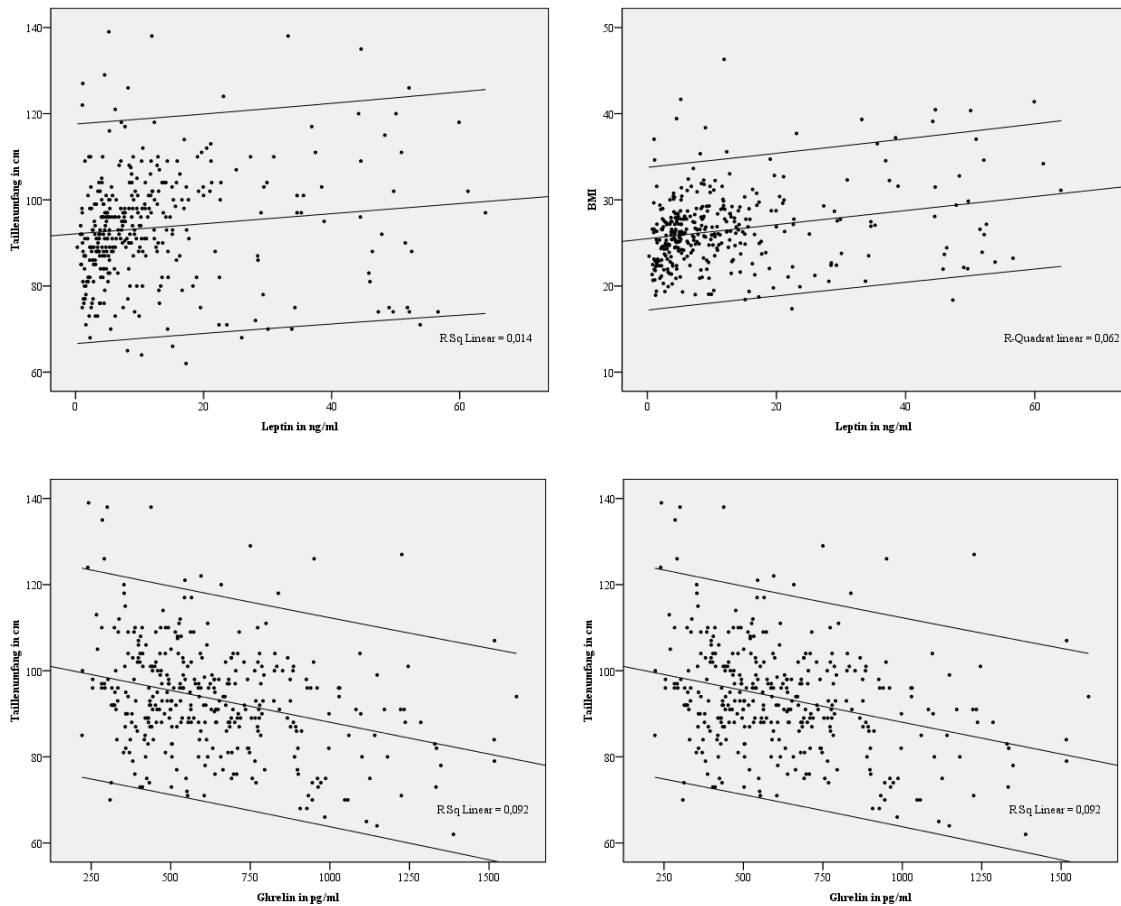 140
120
100
80
60
Taillenumfang in cm
R Sq Linear = 0,014
0 20 40 60
Leptin in ng/ml
50
40
30
20
10
BMI
R-Quadrat linear = 0,062
0 20 40 60
Leptin in ng/ml
140
120
100
80
60
Taillenumfang in cm
R Sq Linear = 0,092
250 500 750 1000 1250 1500
Ghrelin in pg/ml
140
120
100
80
60
Taillenumfang in cm
R Sq Linear = 0,092
250 500 750 1000 1250 1500
Ghrelin in pg/ml